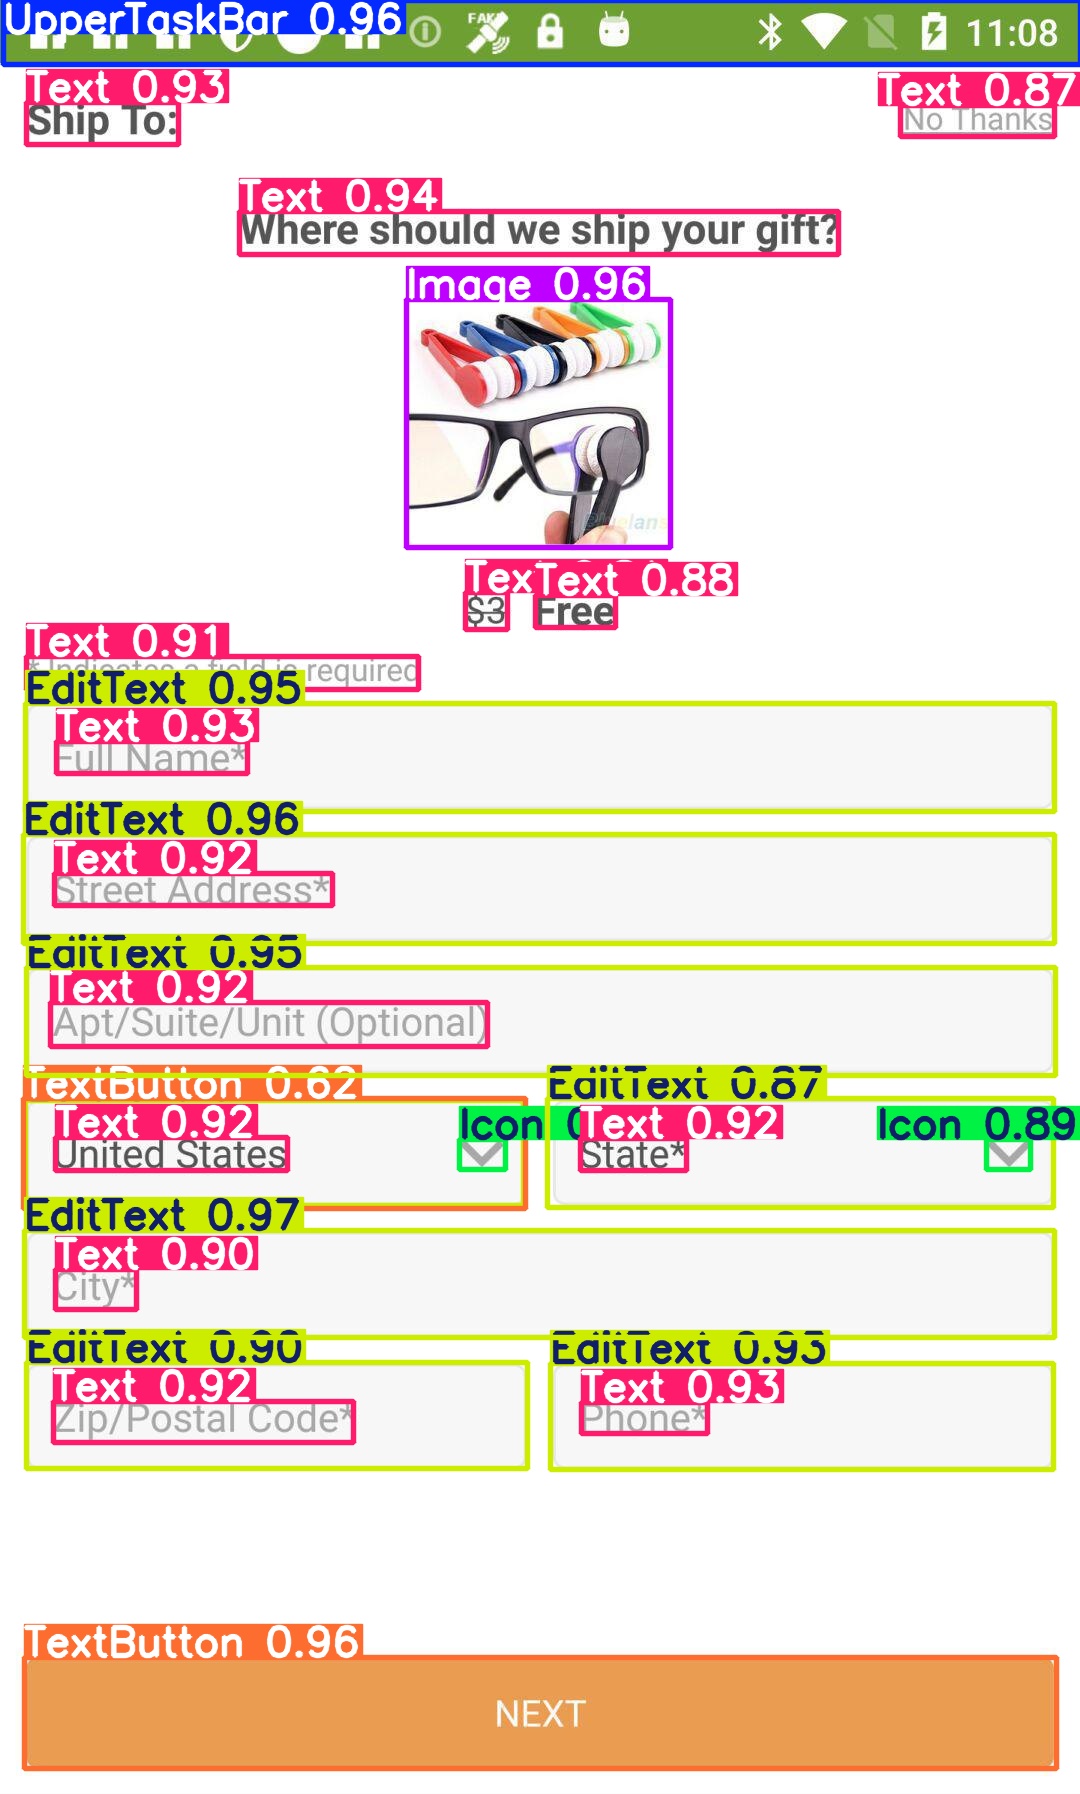 UpperTaskBar 0.96
FAKE
11:08
Text 0.93
Text 0.87
Ship To:
No Thanks
Text 0.94
Where should we ship your gift?
Image 0.96
Bluelans
Tex Text 0.88
$3 Free
Text 0.91
* Indicates a field is required
EditText 0.95
Text 0.93
Full Name*
EditText 0.96
Text 0.92
Street Address*
EditText 0.95
Text 0.92
Apt/Suite/Unit (Optional)
TextButton 0.62 EditText 0.87
Text 0.92 Icon Text 0.92 Icon 0.89
United States State*
EditText 0.97
Text 0.90
City*
EditText 0.90 EditText 0.93
Text 0.92 Text 0.93
Zip/Postal Code* Phone*
TextButton 0.96
NEXT